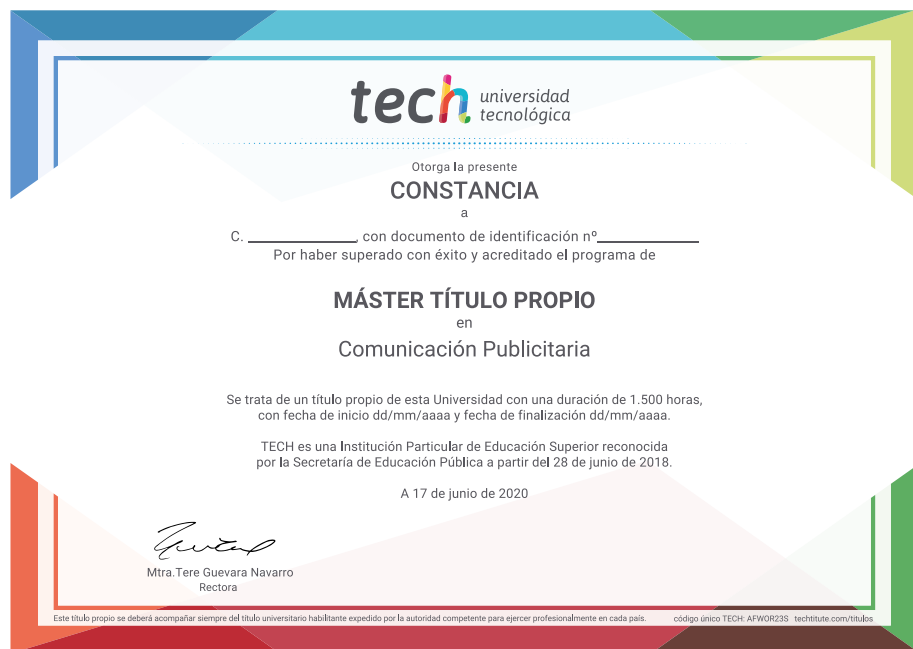 tech universidad
tecnológica
Otorga la presente
CONSTANCIA
a
C. ______________, con documento de identificación nº_____________
Por haber superado con éxito y acreditado el programa de
MÁSTER TÍTULO PROPIO
en
Comunicación Publicitaria
Se trata de un título propio de esta Universidad con una duración de 1.500 horas,
con fecha de inicio dd/mm/aaaa y fecha de finalización dd/mm/aaaa.
TECH es una Institución Particular de Educación Superior reconocida
por la Secretaría de Educación Pública a partir del 28 de junio de 2018.
A 17 de junio de 2020
Mtra.Tere Guevara Navarro
Rectora
Este título propio se deberá acompañar siempre del título universitario habilitante expedido por la autoridad competente para ejercer profesionalmente en cada país. código único TECH: AFWOR23S techtitute.com/titulos